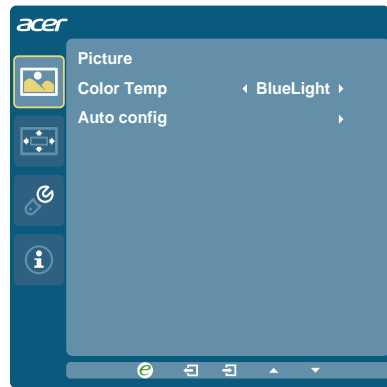 acer
Picture
Color Temp BlueLight
Auto config
e